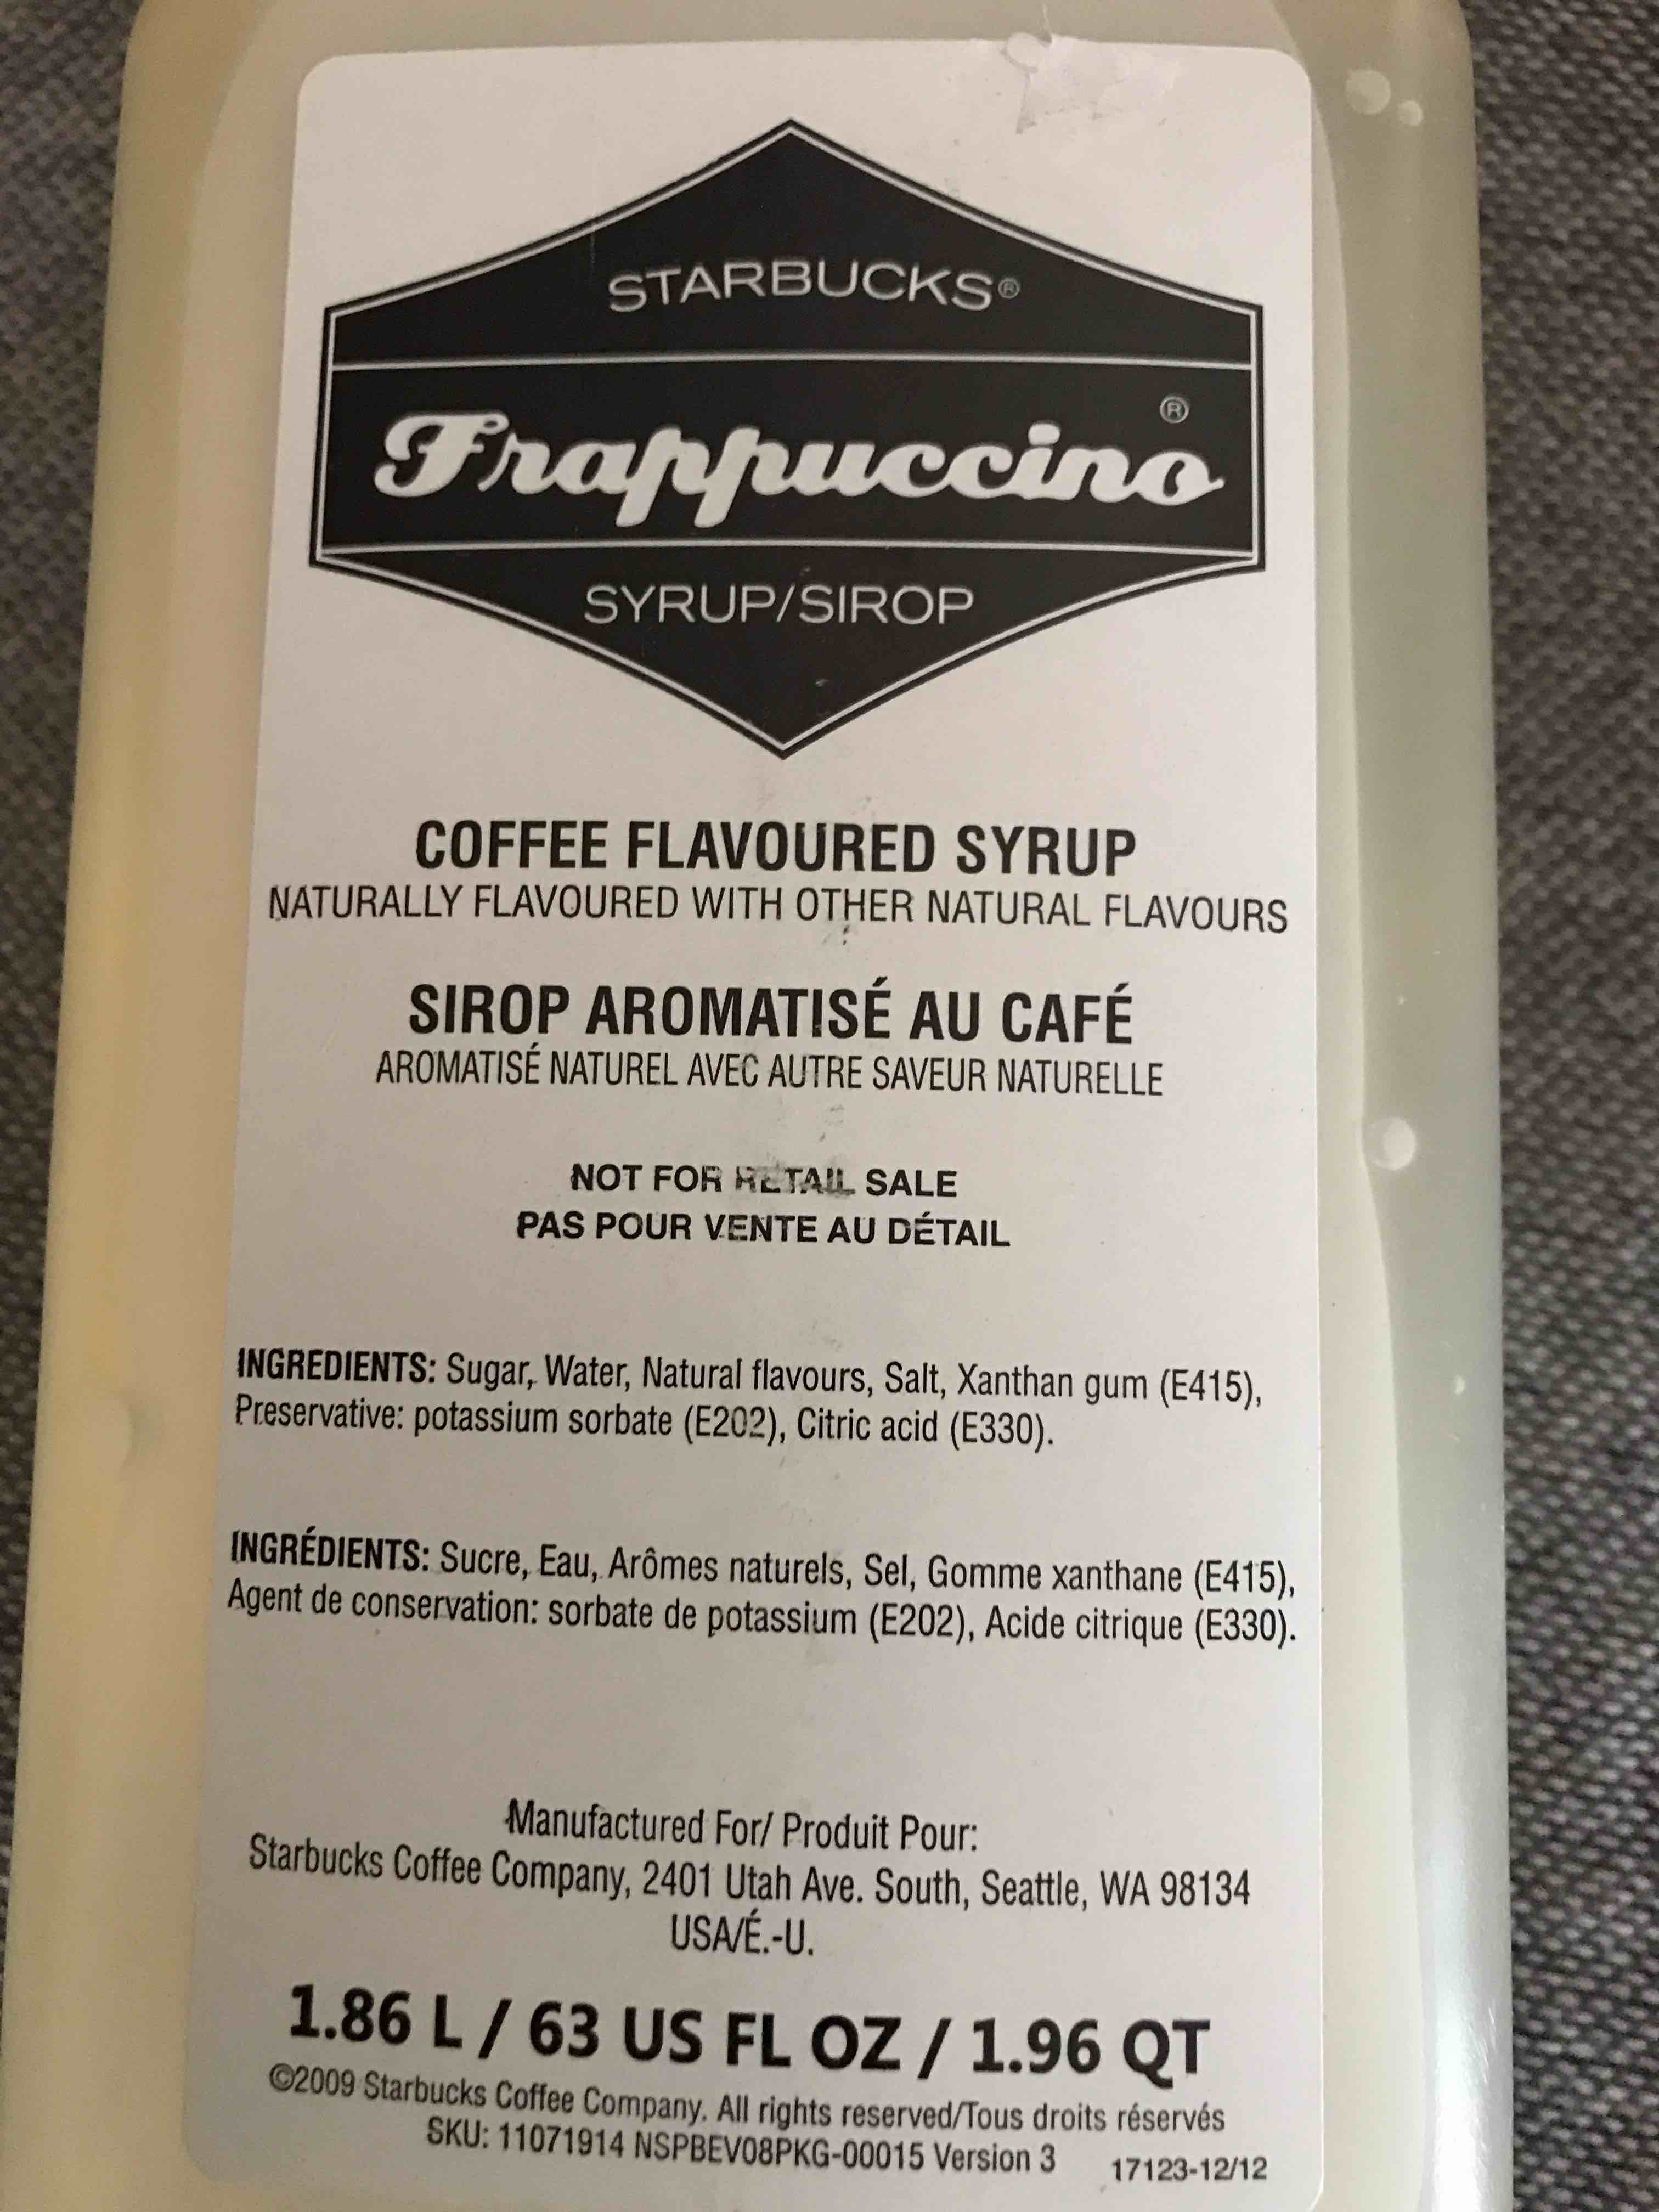 STARBUCKS®
Frappuccino®
SYRUP/SIROP
COFFEE FLAVOURED SYRUP
NATURALLY FLAVOURED WITH OTHER NATURAL FLAVOURS
SIROP AROMATISÉ AU CAFÉ
AROMATISÉ NATUREL AVEC AUTRE SAVEUR NATURELLE
NOT FOR RETAIL SALE
PAS POUR VENTE AU DÉTAIL
INGREDIENTS: Sugar, Water, Natural flavours, Salt, Xanthan gum (E415),
Preservative: potassium sorbate (E202), Citric acid (E330).
INGRÉDIENTS: Sucre, Eau, Arômes naturels, Sel, Gomme xanthane (E415),
Agent de conservation: sorbate de potassium (E202), Acide citrique (E330).
Manufactured For/ Produit Pour:
Starbucks Coffee Company, 2401 Utah Ave. South, Seattle, WA 98134
USA/É.-U.
1.86 L / 63 US FL OZ / 1.96 QT
©2009 Starbucks Coffee Company. All rights reserved/Tous droits réservés
SKU: 11071914 NSPBEV08PKG-00015 Version 3 17123-12/12